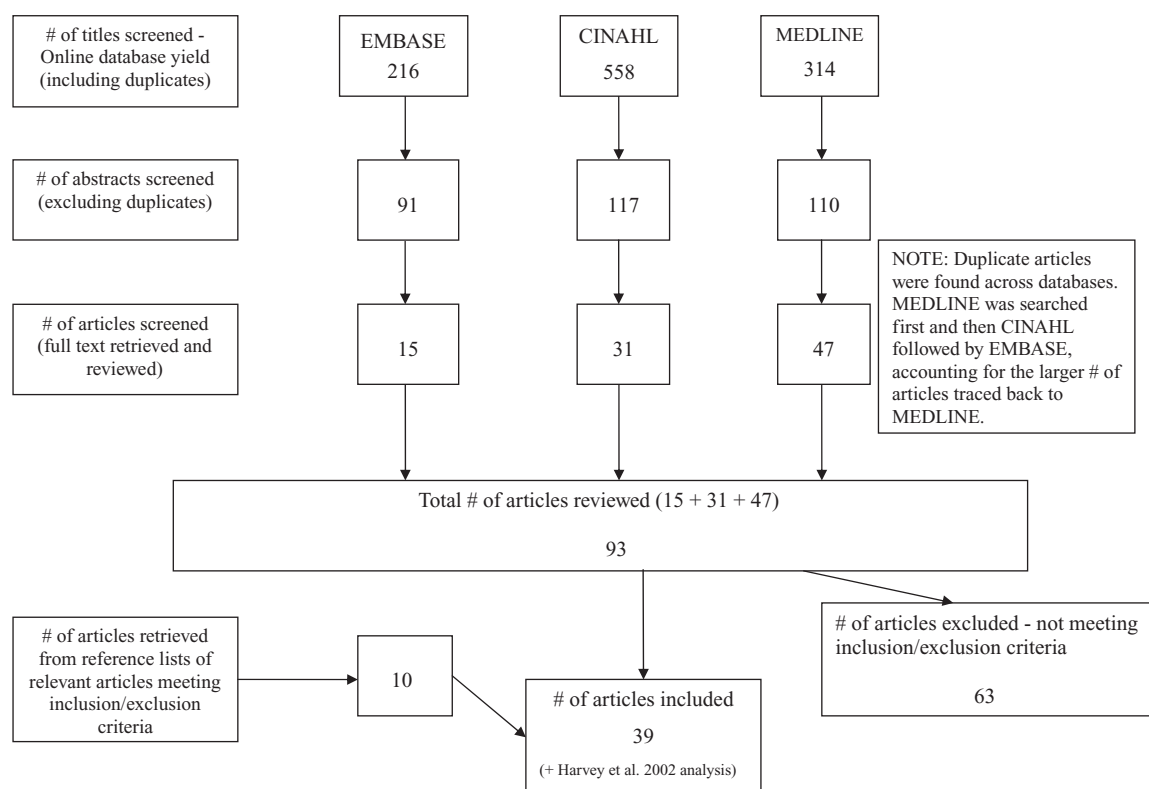 # of titles screened -
Online database yield
(including duplicates)
EMBASE
216
CINAHL
558
MEDLINE
314
# of abstracts screened
(excluding duplicates)
91
117
110
# of articles screened
(full text retrieved and
reviewed)
15
31
47
NOTE: Duplicate articles
were found across databases.
MEDLINE was searched
first and then CINAHL
followed by EMBASE,
accounting for the larger # of
articles traced back to
MEDLINE.
Total # of articles reviewed (15 + 31 + 47)
93
# of articles retrieved
from reference lists of
relevant articles meeting
inclusion/exclusion
criteria
10
# of articles included
39
(+ Harvey et al. 2002 analysis)
# of articles excluded - not meeting
inclusion/exclusion criteria
63